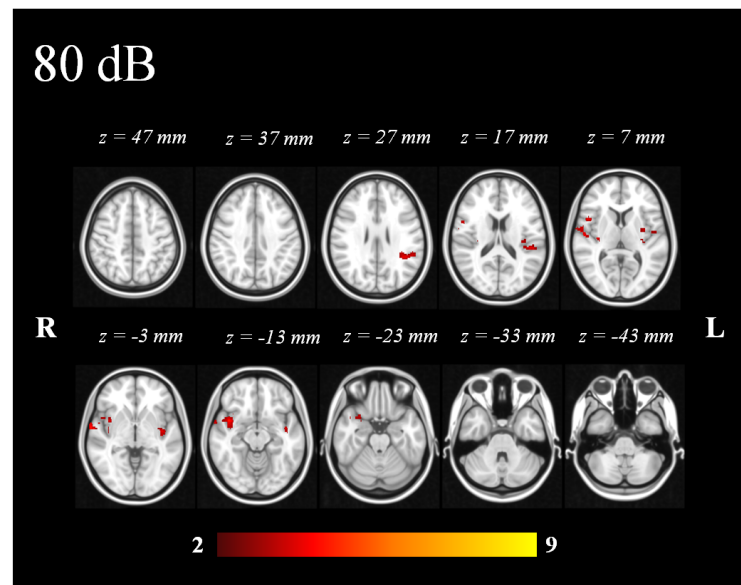 80 dB
z = 47 mm z = 37 mm z = 27 mm z = 17 mm z = 7 mm
R L
z = -3 mm z = -13 mm z = -23 mm z = -33 mm z = -43 mm
2 9